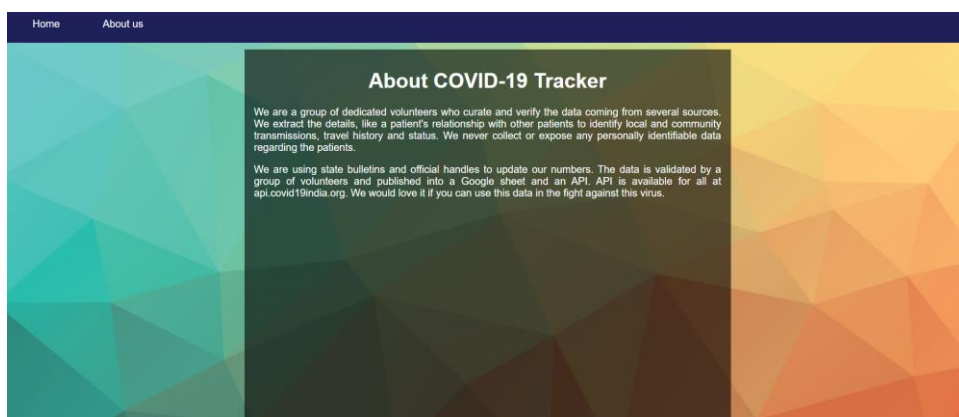 Home About us
About COVID-19 Tracker
We are a group of dedicated volunteers who curate and verify the data coming from several sources.
We extract the details, like a patient's relationship with other patients to identify local and community
transmissions, travel history and status. We never collect or expose any personally identifiable data
regarding the patients.
We are using state bulletins and official handles to update our numbers. The data is validated by a
group of volunteers and published into a Google sheet and an API. API is available for all at
api.covid19india.org. We would love it if you can use this data in the fight against this virus.